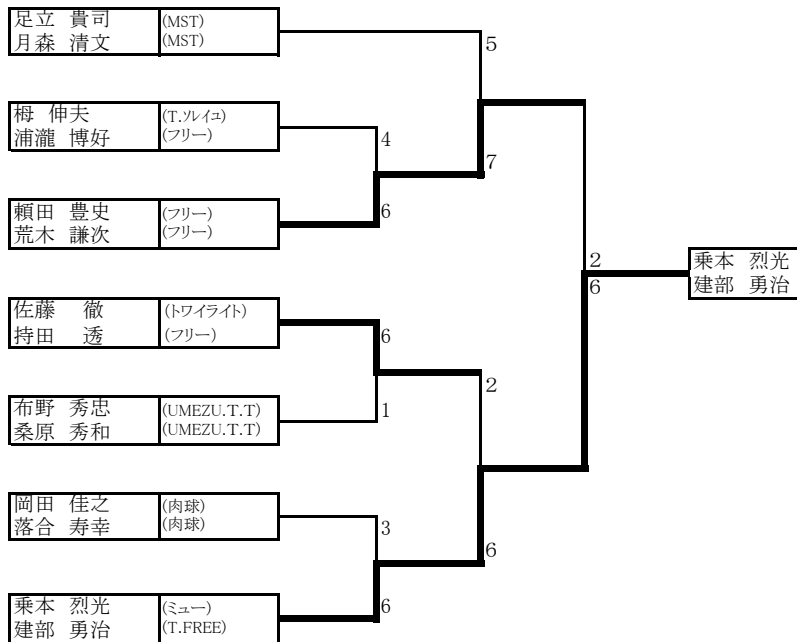 足立 貴司 (MST)
月森 清文 (MST)
5
栂 伸夫 (T.ソレイユ)
浦瀧 博好 (フリー)
4
7
頼田 豊史 (フリー)
荒木 謙次 (フリー)
6
2
6
乗本 烈光
建部 勇治
佐藤 徹 (トワイライト)
持田 透 (フリー)
6
2
布野 秀忠 (UMEZU.T.T)
桑原 秀和 (UMEZU.T.T)
1
岡田 佳之 (肉球)
落合 寿幸 (肉球)
3
6
乗本 烈光 (ミュー)
建部 勇治 (T.FREE)
6